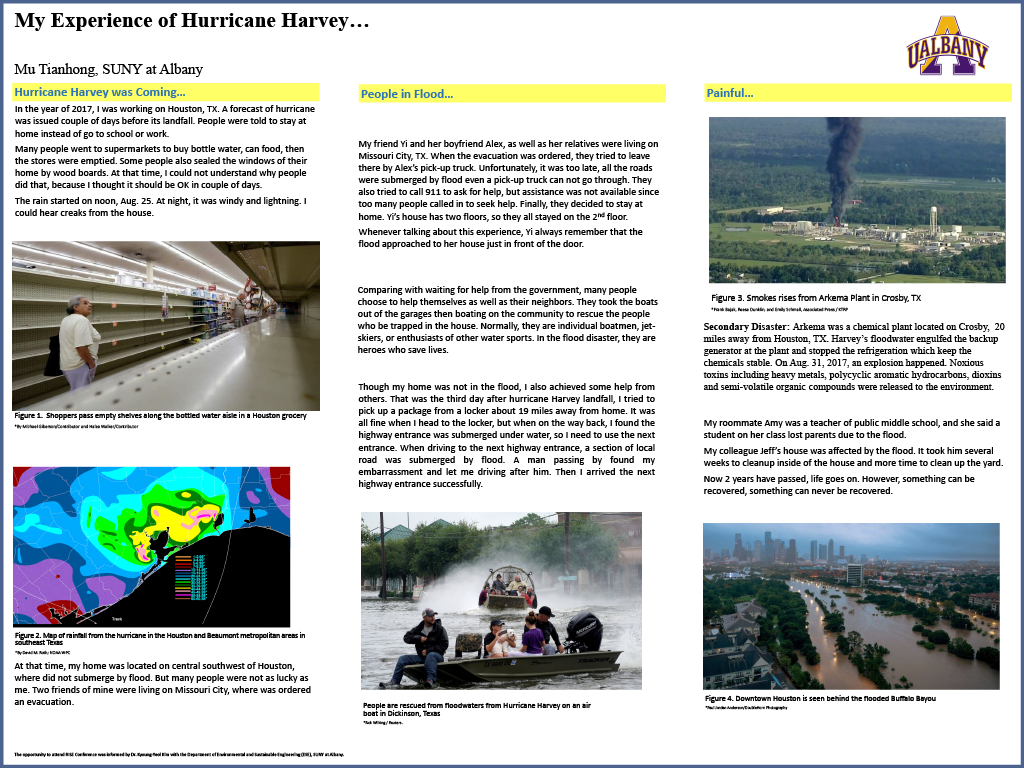 My Experience of Hurricane Harvey…
Mu Tianhong, SUNY at Albany
UALBANY
Hurricane Harvey was Coming…
In the year of 2017, I was working on Houston, TX. A forecast of hurricane
was issued couple of days before its landfall. People were told to stay at
home instead of go to school or work.
Many people went to supermarkets to buy bottle water, can food, then
the stores were emptied. Some people also sealed the windows of their
home by wood boards. At that time, I could not understand why people
did that, because I thought it should be OK in couple of days.
The rain started on noon, Aug. 25. At night, it was windy and lightning. I
could hear creaks from the house.
Figure 1.  Shoppers pass empty shelves along the bottled water aisle in a Houston grocery
*By Michael Giberson/Contributor and Halea Walker/Contributor
Figure 2. Map of rainfall from the hurricane in the Houston and Beaumont metropolitan areas in
southeast Texas
*By David M. Roth; NOAA WPC
At that time, my home was located on central southwest of Houston,
where did not submerge by flood. But many people were not as lucky as
me. Two friends of mine were living on Missouri City, where was ordered
an evacuation.
The opportunity to attend RISE Conference was informed by Dr. Kyoung-Yeol Kim with the Department of Environmental and Sustainable Engineering (ESE), SUNY at Albany.
People in Flood…
My friend Yi and her boyfriend Alex, as well as her relatives were living on
Missouri City, TX. When the evacuation was ordered, they tried to leave
there by Alex's pick-up truck. Unfortunately, it was too late, all the roads
were submerged by flood even a pick-up truck can not go through. They
also tried to call 911 to ask for help, but assistance was not available since
too many people called in to seek help. Finally, they decided to stay at
home. Yi's house has two floors, so they all stayed on the 2nd floor.
Whenever talking about this experience, Yi always remember that the
flood approached to her house just in front of the door.
Comparing with waiting for help from the government, many people
choose to help themselves as well as their neighbors. They took the boats
out of the garages then boating on the community to rescue the people
who be trapped in the house. Normally, they are individual boatmen, jet-
skiers, or enthusiasts of other water sports. In the flood disaster, they are
heroes who save lives.
Though my home was not in the flood, I also achieved some help from
others. That was the third day after hurricane Harvey landfall, I tried to
pick up a package from a locker about 19 miles away from home. It was
all fine when I head to the locker, but when on the way back, I found the
highway entrance was submerged under water, so I need to use the next
entrance. When driving to the next highway entrance, a section of local
road was submerged by flood. A man passing by found my
embarrassment and let me driving after him. Then I arrived the next
highway entrance successfully.
People are rescued from floodwaters from Hurricane Harvey on an air
boat in Dickinson, Texas
*Rick Wilking / Reuters.
Painful…
Figure 3. Smokes rises from Arkema Plant in Crosby, TX
*Frank Bajak, Reese Dunklin, and Emily Schmall, Associated Press / KTRP
Secondary Disaster: Arkema was a chemical plant located on Crosby, 20
miles away from Houston, TX. Harvey's floodwater engulfed the backup
generator at the plant and stopped the refrigeration which keep the
chemicals stable. On Aug. 31, 2017, an explosion happened. Noxious
toxins including heavy metals, polycyclic aromatic hydrocarbons, dioxins
and semi-volatile organic compounds were released to the environment.
My roommate Amy was a teacher of public middle school, and she said a
student on her class lost parents due to the flood.
My colleague Jeff's house was affected by the flood. It took him several
weeks to cleanup inside of the house and more time to clean up the yard.
Now 2 years have passed, life goes on. However, something can be
recovered, something can never be recovered.
Figure 4. Downtown Houston is seen behind the flooded Buffalo Bayou